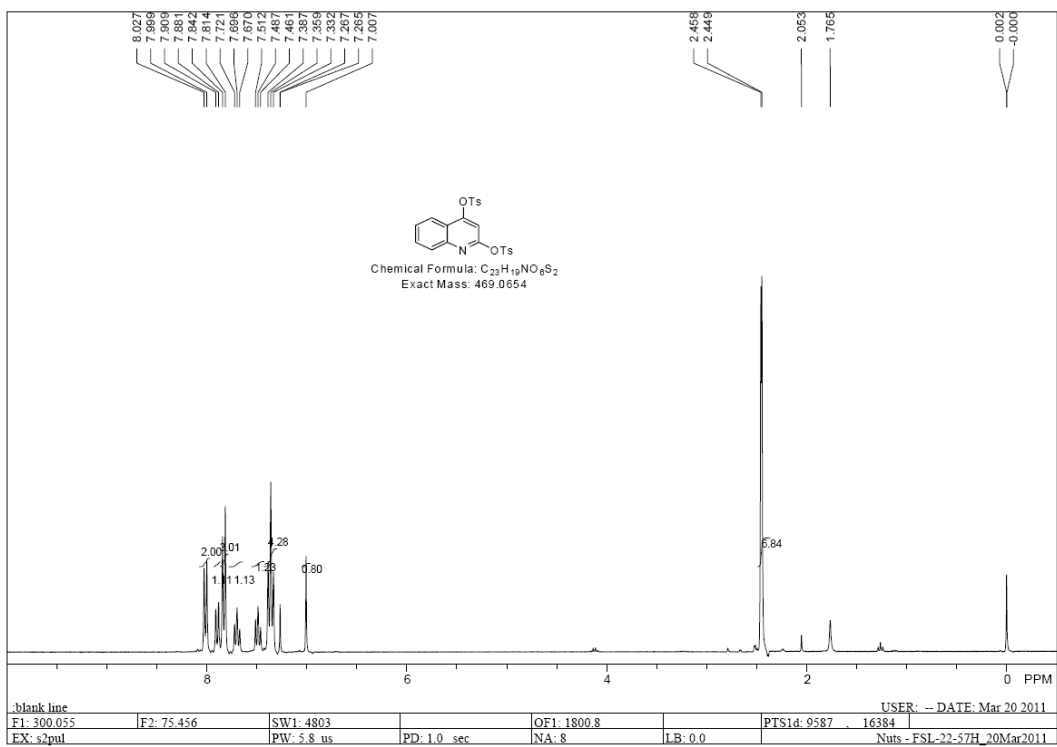 8.027 7.999 7.909 7.881 7.842 7.814 7.721 7.696 7.670 7.512 7.487 7.461 7.387 7.359 7.332 7.267 7.265 7.007 2.458 2.449 2.053 1.765 0.002 -0.000
OTs
N OTs
Chemical Formula: C23H19NO6S2
Exact Mass: 469.0654
2.00 3.01 4.28 5.84
1.11 1.13 1.23 0.80
8 6 4 2 0 PPM
;blank line USER: -- DATE: Mar 20 2011
F1: 300.055 F2: 75.456 SW1: 4803 OF1: 1800.8 PTS1d: 9587 , 16384
EX: s2pul PW: 5.8 us PD: 1.0 sec NA: 8 LB: 0.0 Nuts - FSL-22-57H_20Mar2011